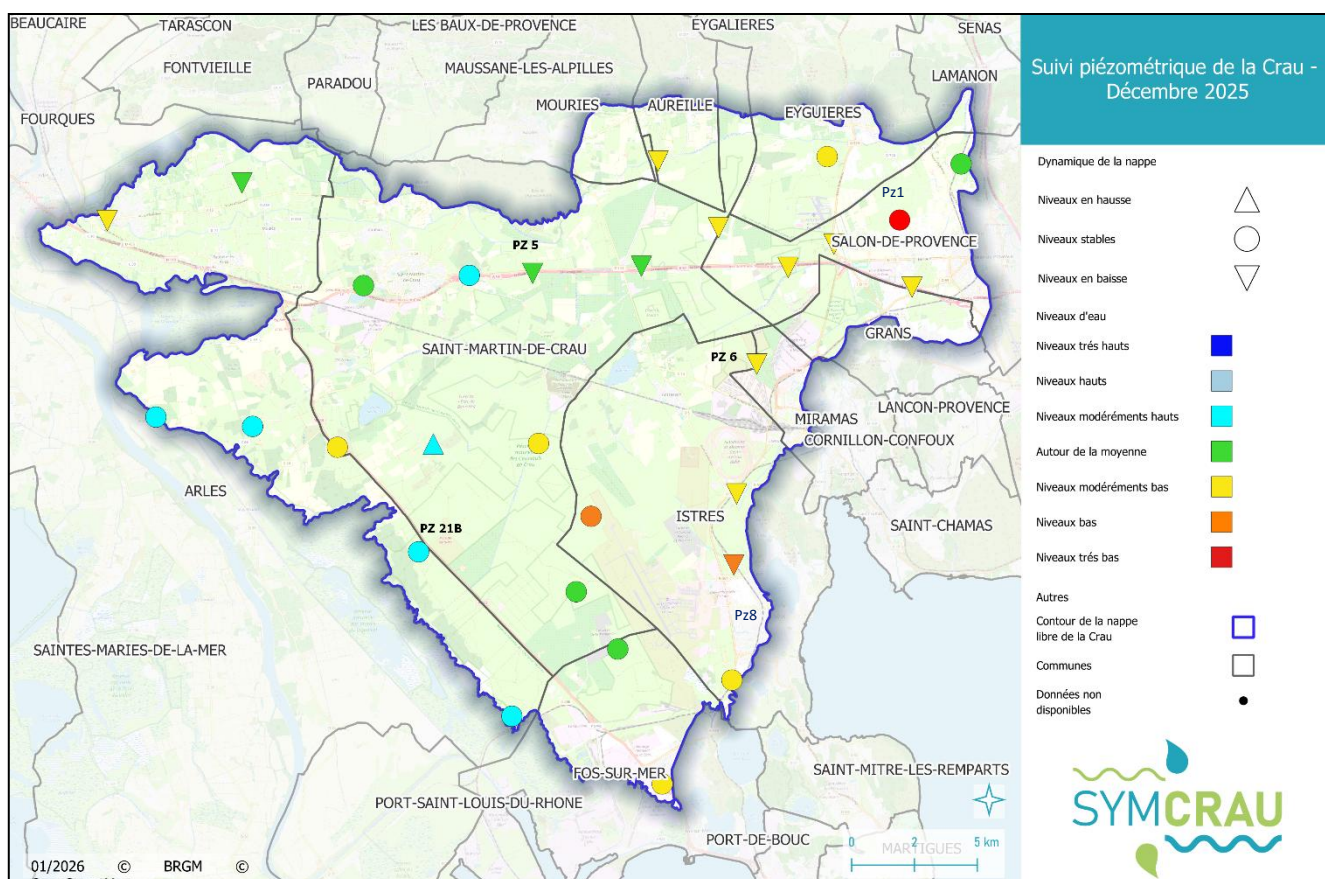 BEAUCAIRE
TARASCON
LES BAUX-DE-PROVENCE
EYGALIERES
SENAS
FONTVIEILLE
PARADOU
MAUSSANE-LES-ALPILLES
LAMANON
MOURIES
AUREILLE
EYGUIERES
FOURQUES
Pz1
SALON-DE-PROVENCE
PZ 5
GRANS
SAINT-MARTIN-DE-CRAU
PZ 6
LANCON-PROVENCE
MIRAMAS
CORNILLON-CONFOUX
ARLES
ISTRES
SAINT-CHAMAS
PZ 21B
Pz8
SAINTES-MARIES-DE-LA-MER
FOS-SUR-MER
SAINT-MITRE-LES-REMPARTS
PORT-SAINT-LOUIS-DU-RHONE
PORT-DE-BOUC
MARTIGUES
0 2 5 km
01/2026 © BRGM ©
Suivi piézométrique de la Crau -
Décembre 2025
Dynamique de la nappe
Niveaux en hausse
Niveaux stables
Niveaux en baisse
Niveaux d'eau
Niveaux trés hauts
Niveaux hauts
Niveaux modéréments hauts
Autour de la moyenne
Niveaux modéréments bas
Niveaux bas
Niveaux trés bas
Autres
Contour de la nappe
libre de la Crau
Communes
Données non
disponibles
SYMCRAU